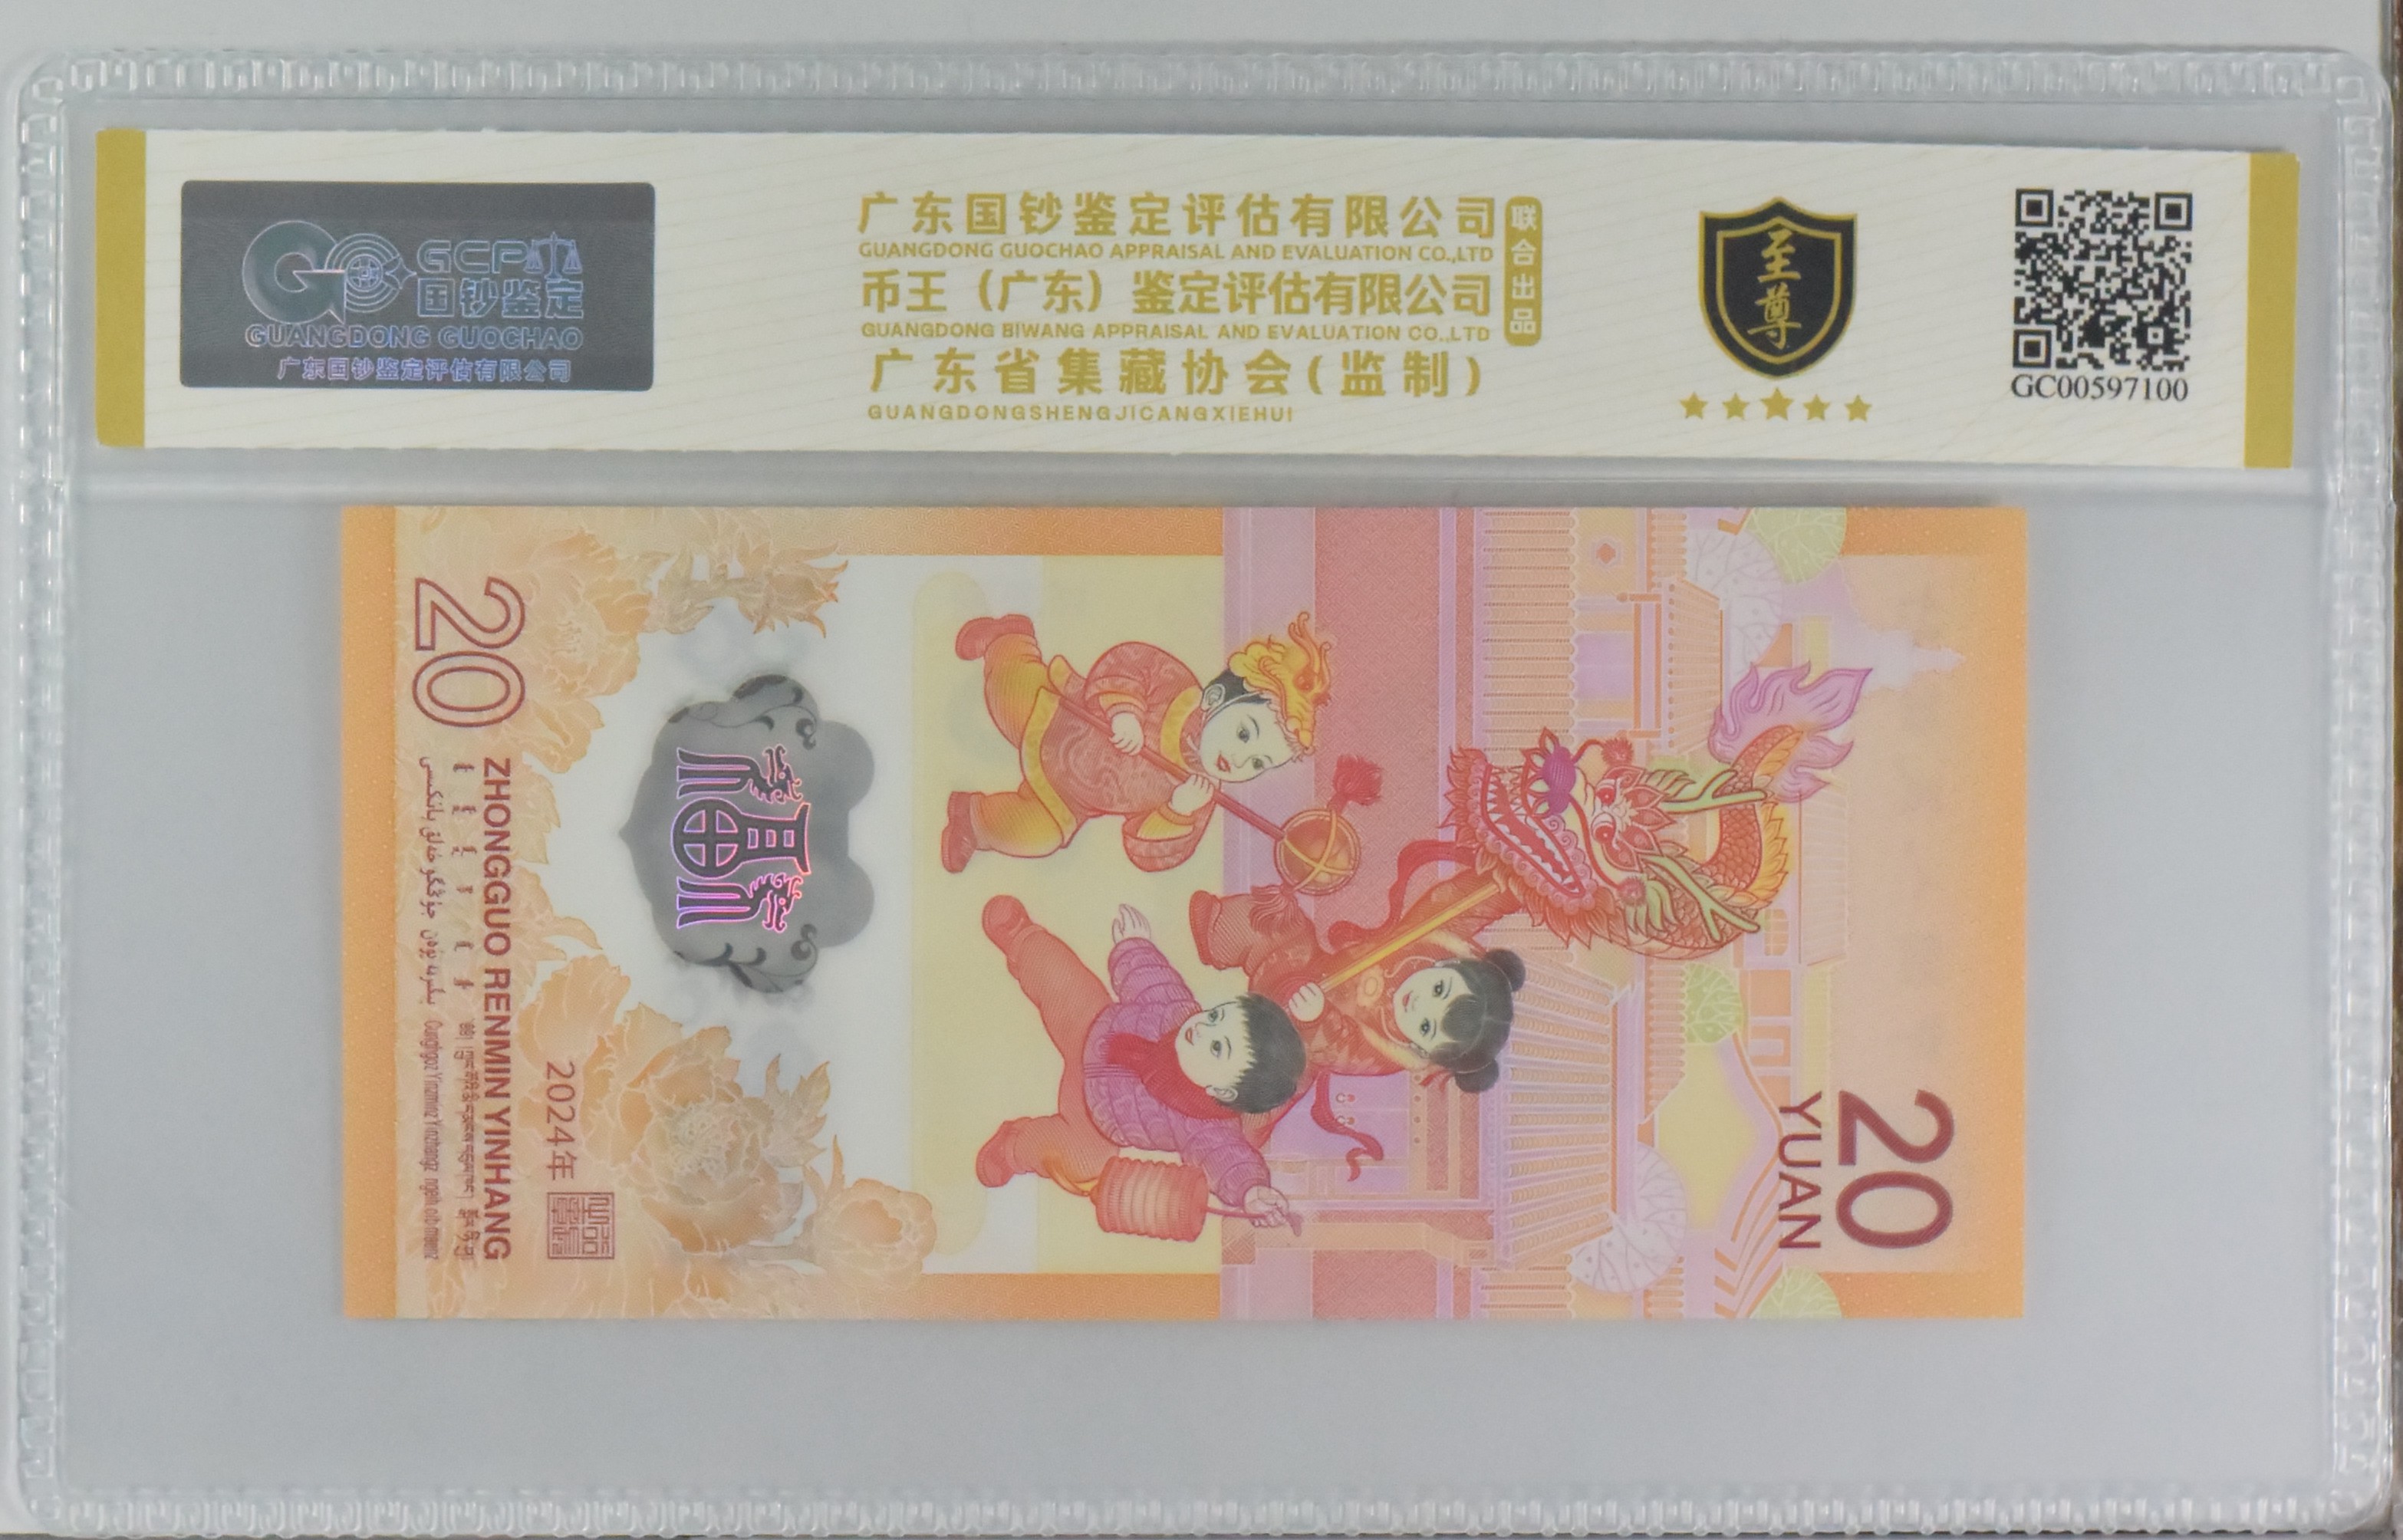 GCP
国钞鉴定
GUANGDONG GUOCHAO
广东国钞鉴定评估有限公司
广东国钞鉴定评估有限公司
GUANGDONG GUOCHAO APPRAISAL AND EVALUATION CO.,LTD
币王（广东）鉴定评估有限公司
GUANGDONG BIWANG APPRAISAL AND EVALUATION CO.,LTD
广东省集藏协会(监制)
GUANGDONGSHENGJICANGXIEHUI
联合出品
至尊
GC00597100
20
YUAN
福
2024年
ZHONGGUO RENMIN YINHANG
20